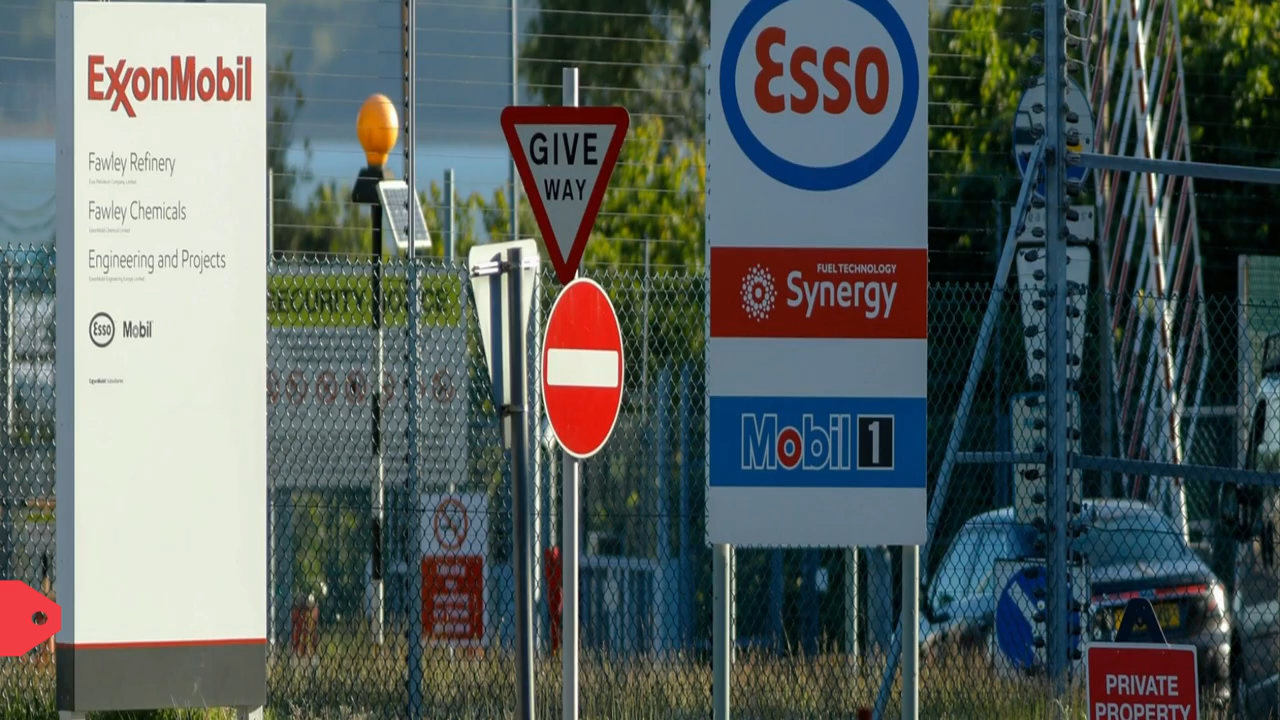 ExxonMobil
Fawley Refinery
Fawley Chemicals
Engineering and Projects
Esso Mobil
SECURITY
GIVE
WAY
Esso
FUEL TECHNOLOGY
Synergy
Mobil 1
PRIVATE
PROPERTY